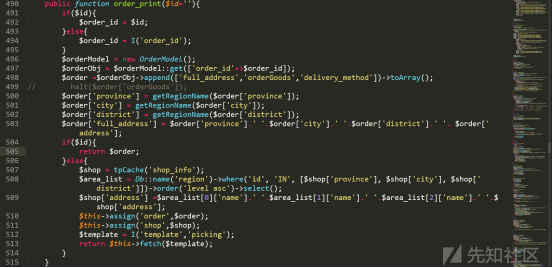 490 public function order_print($id=''){
491 if($id){
492 $order_id = $id;
493 }else{
494 $order_id = I('order_id');
495 }
496 $orderModel = new OrderModel();
497 $orderObj = $orderModel::get(['order_id'=>$order_id]);
498 $order =$orderObj->append(['full_address','orderGoods','delivery_method'])->toArray();
499 // halt($order['orderGoods']);
500 $order['province'] = getRegionName($order['province']);
501 $order['city'] = getRegionName($order['city']);
502 $order['district'] = getRegionName($order['district']);
503 $order['full_address'] = $order['province'].' '.$order['city'].' '.$order['district'].' '. $order['
address'];
504 if($id){
505 return $order;
506 }else{
507 $shop = tpCache('shop_info');
508 $area_list = Db::name('region')->where('id', 'IN', [$shop['province'], $shop['city'], $shop['
district']])->order('level asc')->select();
509 $shop['address'] =$area_list[0]['name'].' '.$area_list[1]['name'].' '.$area_list[2]['name'].' '.$
shop['address'];
510 $this->assign('order',$order);
511 $this->assign('shop',$shop);
512 $template = I('template','picking');
513 return $this->fetch($template);
514 }
515 }
先知社区